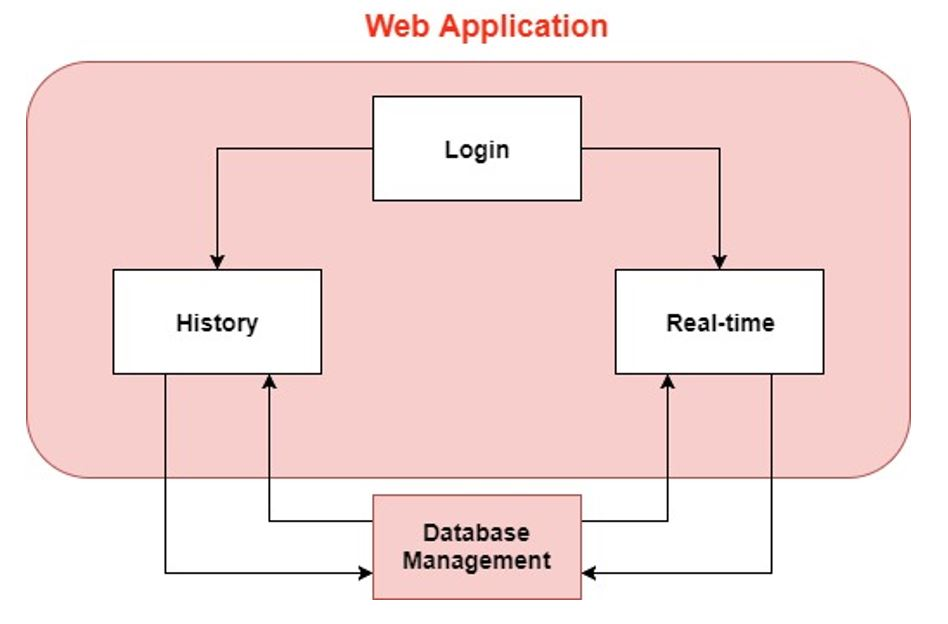 Web Application
Login
History
Real-time
Database
Management